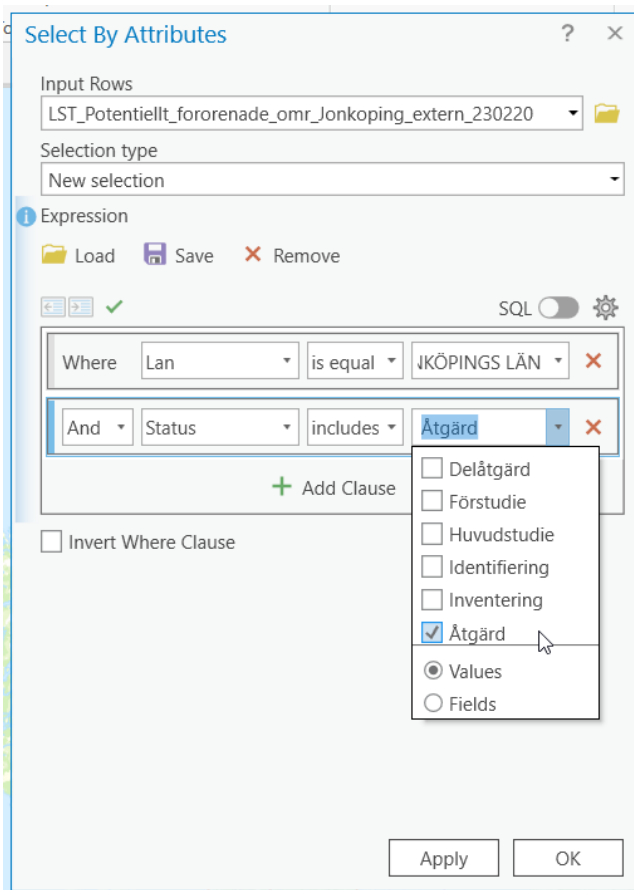 Select By Attributes ? ×
Input Rows
LST_Potentiellt_fororenade_omr_Jonkoping_extern_230220
Selection type
New selection
Expression
Load Save Remove
SQL
Where Lan is equal JKÖPINGS LÄN
And Status includes Åtgärd
Delåtgärd
Förstudie
Huvudstudie
Identifiering
Inventering
Åtgärd
Values
Fields
Add Clause
Invert Where Clause
Apply OK